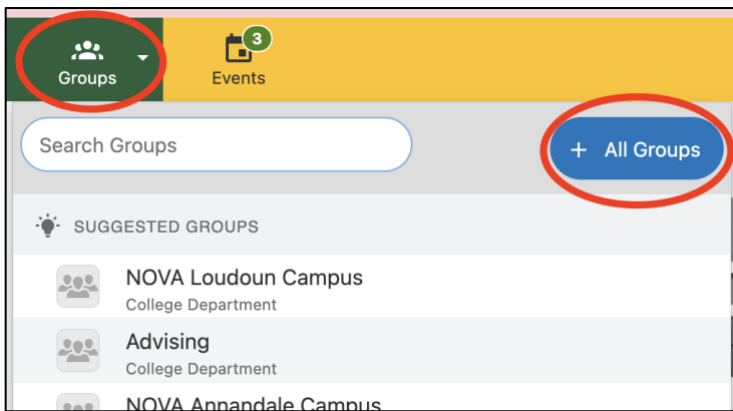 3
Groups
Events
Search Groups
+ All Groups
SUGGESTED GROUPS
NOVA Loudoun Campus
College Department
Advising
College Department
NOVA Annandale Campus